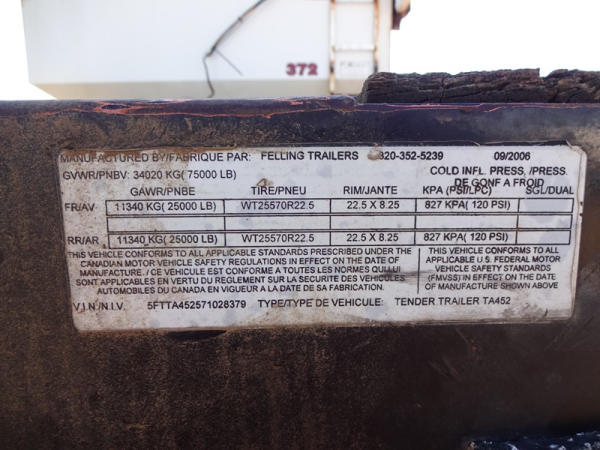 372
MANUFACTURED BY/FABRIQUE PAR: FELLING TRAILERS 320-352-5239 09/2006
GVWR/PNBV: 34020 KG( 75000 LB)
COLD INFL. PRESS, /PRESS. DE GONF A FROID
GAWR/PNBE TIRE/PNEU RIM/JANTE KPA (PSI/LPC) SGL/DUAL
FR/AV 11340 KG( 25000 LB) WT25570R22.5 22.5 X 8.25 827 KPA( 120 PSI)
RR/AR 11340 KG( 25000 LB) WT25570R22.5 22.5 X 8.25 827 KPA( 120 PSI)
THIS VEHICLE CONFORMS TO ALL APPLICABLE STANDARDS PRESCRIBED UNDER THE
CANADIAN MOTOR VEHICLE SAFETY REGULATIONS IN EFFECT ON THE DATE OF
MANUFACTURE. / CE VEHICULE EST CONFORME A TOUTES LES NORMES QULLUI
SONT APPLICABLES EN VERTU DU REGLEMENT SUR LA SECURITE DES VEHICULES
AUTOMOBILES DU CANADA EN VIGUEUR A LA DATE DE SA FABRICATION.
THIS VEHICLE CONFORMS TO ALL
APPLICABLE U.S. FEDERAL MOTOR
VEHICLE SAFETY STANDARDS
(FMVSS) IN EFFECT ON THE DATE
OF MANUFACTURE SHOWN ABOVE
V.I.N./N.I.V. 5FTTA452571028379 TYPE/TYPE DE VEHICULE: TENDER TRAILER TA452